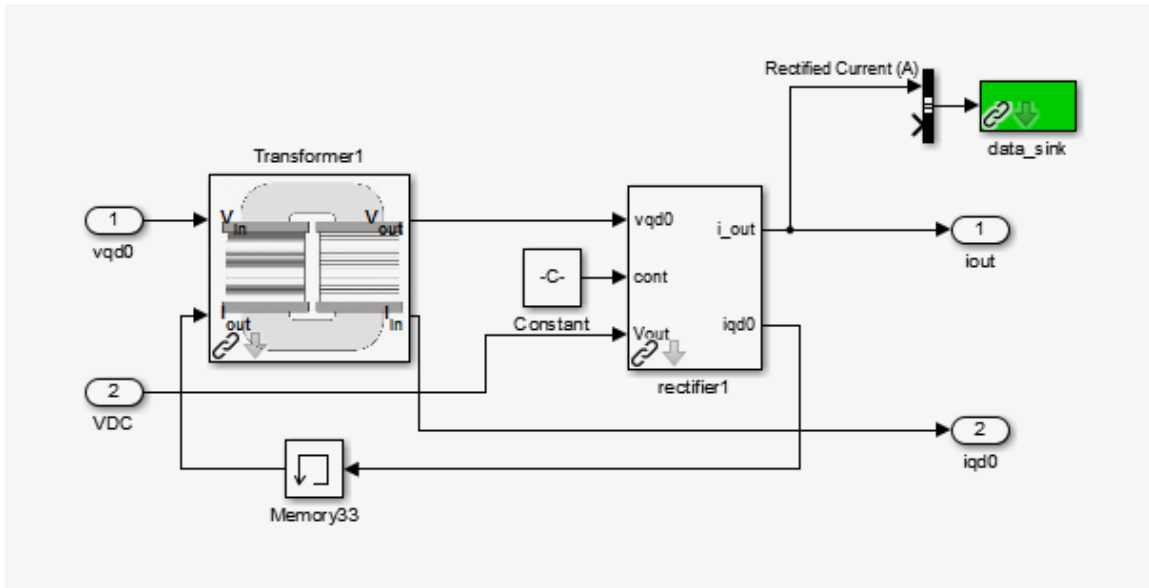 Rectified Current (A)
data_sink
Transformer1
1
vqd0
V in
V out
I out
I in
vqd0
cont
Vout
i_out
iqd0
rectifier1
-C-
Constant
1
iout
2
VDC
2
iqd0
Memory33